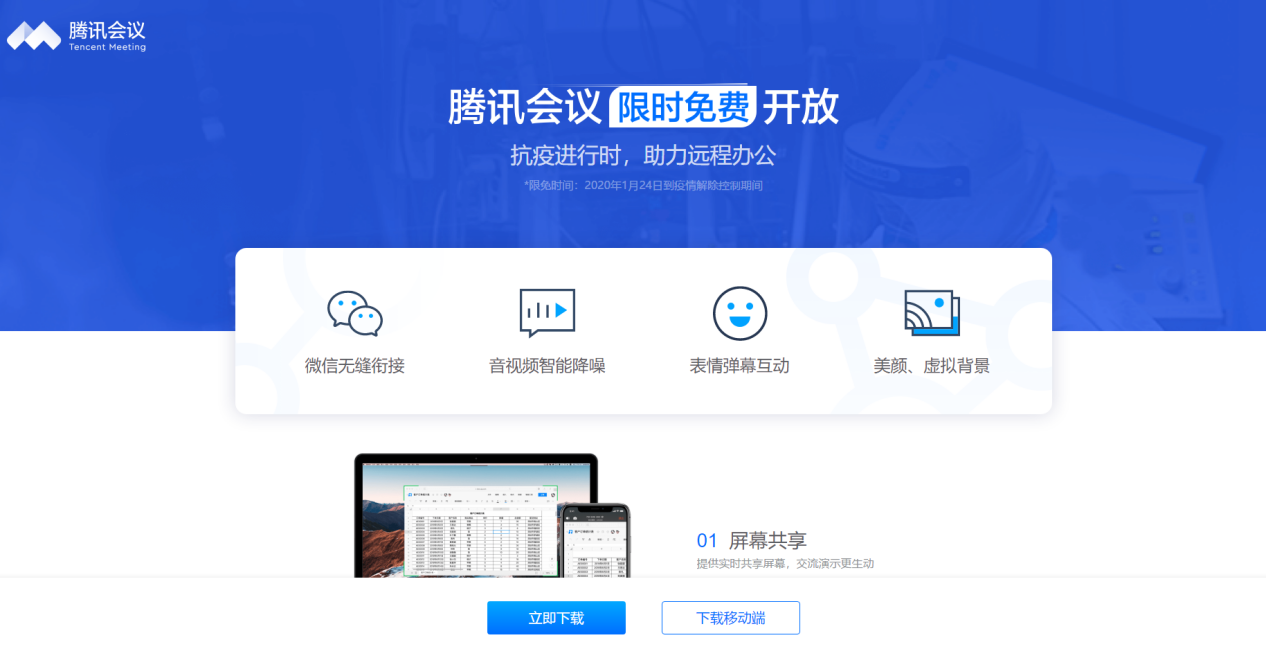 腾讯会议
Tencent Meeting
腾讯会议 限时免费 开放
抗疫进行时，助力远程办公
*限免时间：2020年1月24日到疫情解除控制期间
微信无缝衔接
音视频智能降噪
表情弹幕互动
美颜、虚拟背景
01 屏幕共享
提供实时共享屏幕，交流演示更生动
立即下载
下载移动端